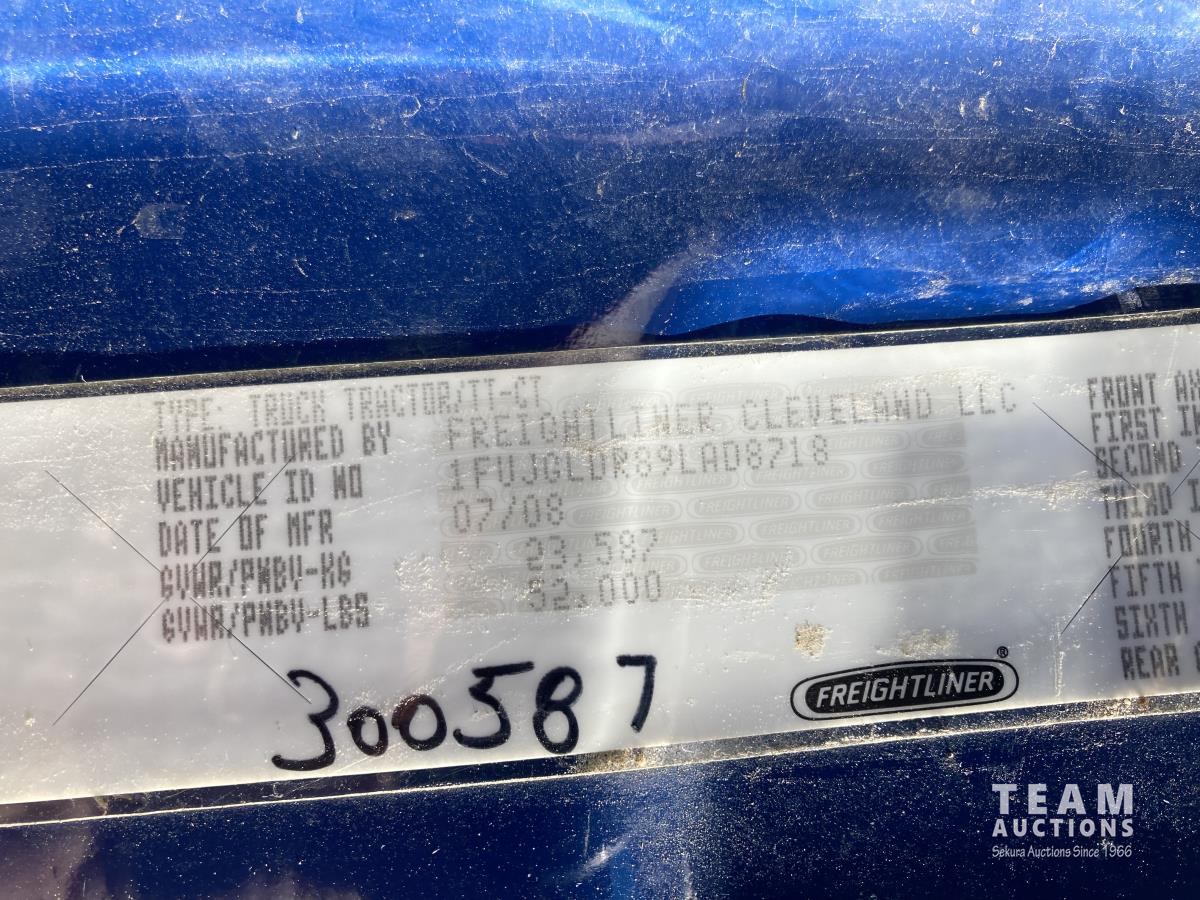 TYPE: TRUCK TRACTOR/TT-CT
MANUFACTURED BY FREIGHTLINER CLEVELAND LLC
VEHICLE ID NO 1FUJGLDR89LAD8718
DATE OF MFR 07/08
GVWR/PNBV-KG 23,587
GVWR/PNBV-LBS 52,000
FRONT
FIRST
SECOND
THIRD
FOURTH
FIFTH
SIXTH
REAR
300587
FREIGHTLINER®
TEAM
AUCTIONS
Sekura Auctions Since 1966